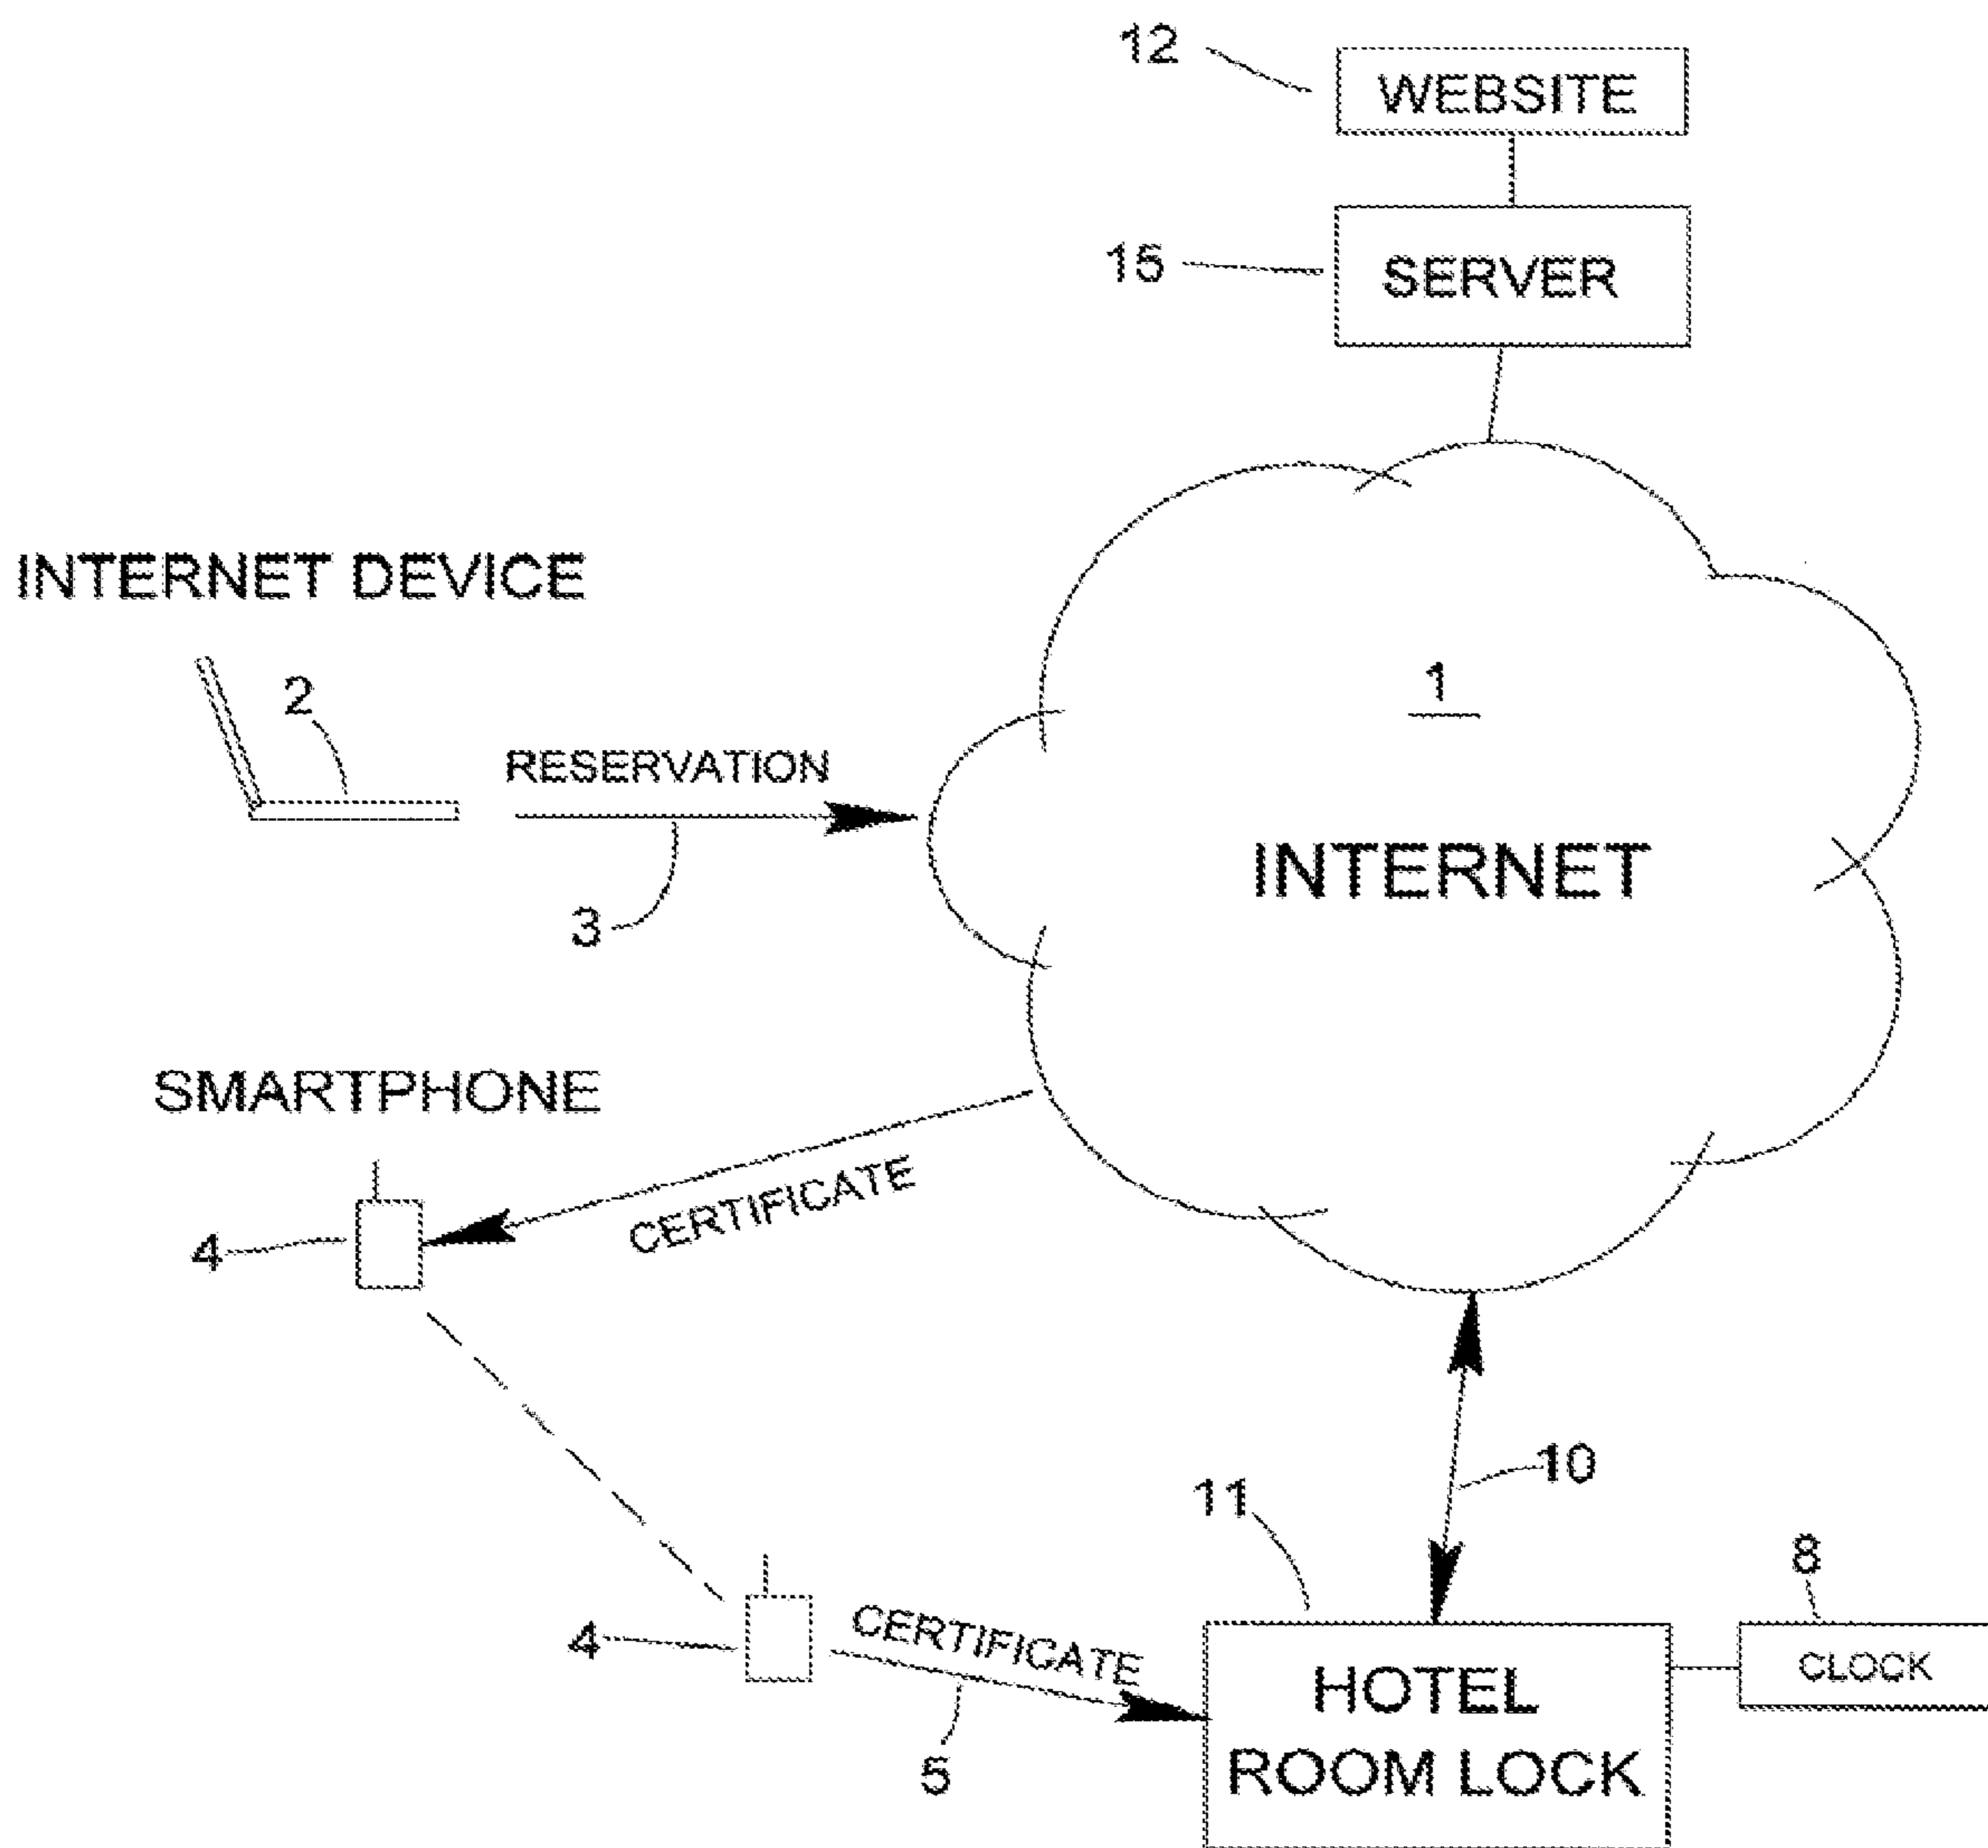 12
WEBSITE
15
SERVER
INTERNET DEVICE
2
RESERVATION
3
1
INTERNET
SMARTPHONE
4
CERTIFICATE
10
11
8
4
CERTIFICATE
5
HOTEL
ROOM LOCK
CLOCK